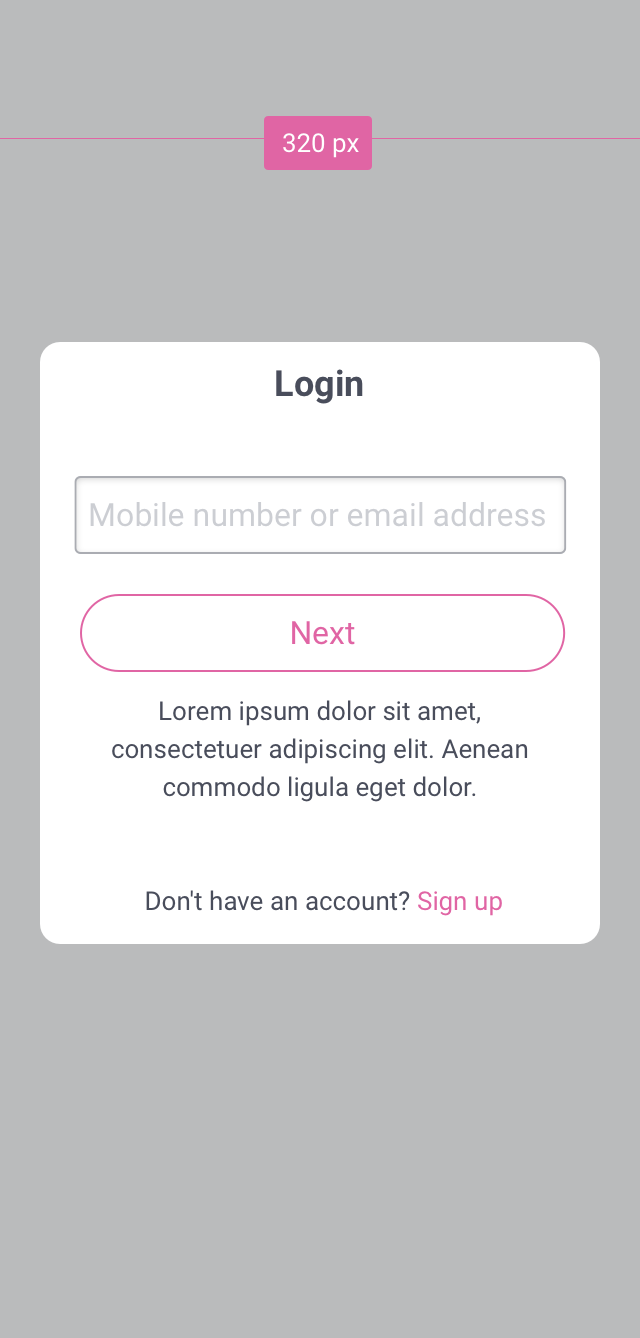 320 px
Login
Mobile number or email address
Next
Lorem ipsum dolor sit amet,
consectetuer adipiscing elit. Aenean
commodo ligula eget dolor.
Don't have an account? Sign up